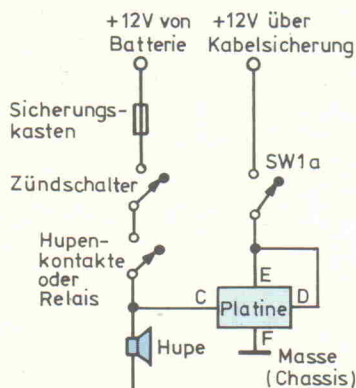 +12V von
Batterie
+12V über
Kabelsicherung
Sicherungs-
kasten
SW1a
Zündschalter
Hupen-
kontakte
oder
Relais
E
C
Platine
D
F
Hupe
Masse
(Chassis)